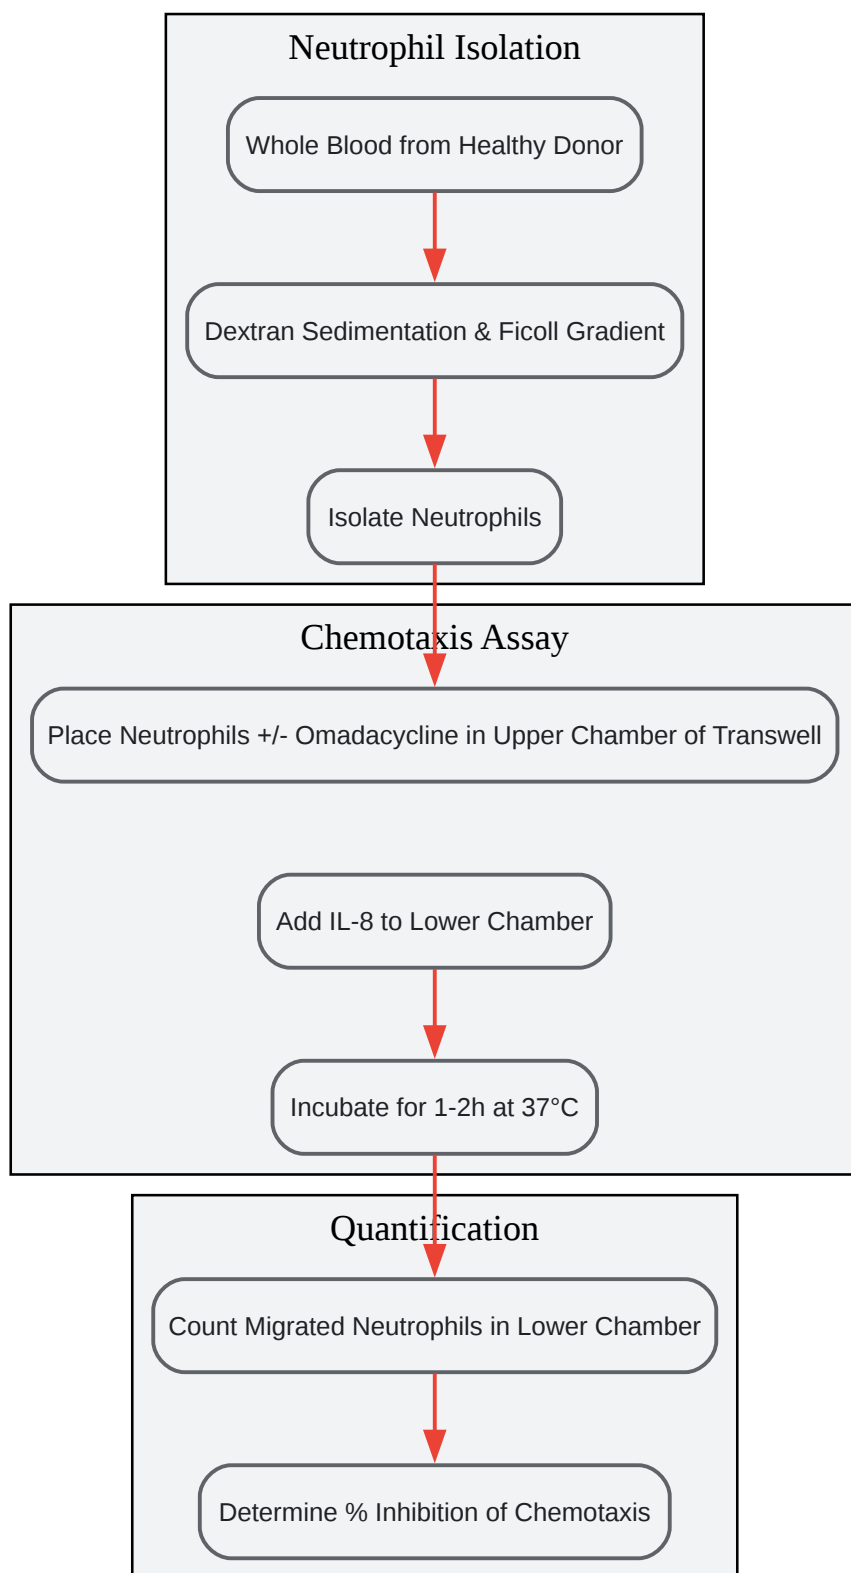 Neutrophil Isolation
Whole Blood from Healthy Donor
Dextran Sedimentation & Ficoll Gradient
Isolate Neutrophils
Chemotaxis Assay
Place Neutrophils +/- Omadacycline in Upper Chamber of Transwell
Add IL-8 to Lower Chamber
Incubate for 1-2h at 37°C
Quantification
Count Migrated Neutrophils in Lower Chamber
Determine % Inhibition of Chemotaxis